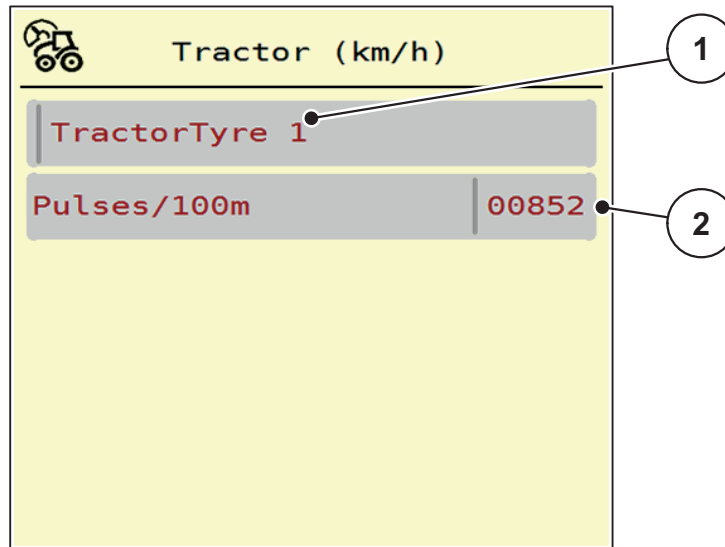 Tractor (km/h)
1
TractorTyre 1
Pulses/100m 00852
2